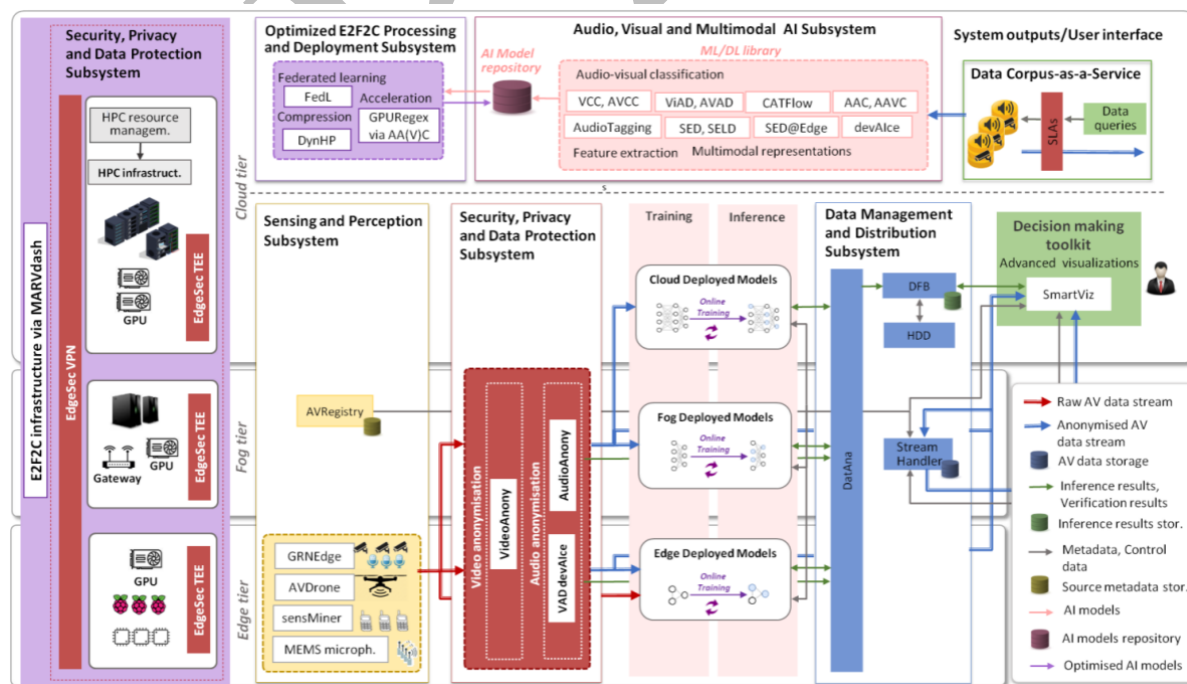 Security, Privacy
and Data Protection
Subsystem
E2F2C infrastructure via MARVdash
EdgeSec VPN
HPC resource
managem.
HPC infrastruct.
GPU
EdgeSec TEE
Gateway
GPU
EdgeSec TEE
GPU
EdgeSec TEE
Cloud tier
Fog tier
Edge tier
Optimized E2F2C Processing
and Deployment Subsystem
Federated learning
FedL
Acceleration
Compression
GPURegex
via AA(V)C
DynHP
AI Model
repository
Audio, Visual and Multimodal AI Subsystem
ML/DL library
Audio-visual classification
VCC, AVCC
ViAD, AVAD
CATFlow
AAC, AAVC
AudioTagging
SED, SELD
SED@Edge
devAIce
Feature extraction
Multimodal representations
System outputs/User interface
Data Corpus-as-a-Service
SLAs
Data
queries
s
Sensing and Perception
Subsystem
AVRegistry
GRNEdge
AVDrone
sensMiner
MEMS microph.
Security, Privacy
and Data Protection
Subsystem
Video anonymisation
VideoAnony
Audio anonymisation
AudioAnony
VAD devAIce
Training
Inference
Cloud Deployed Models
Online
Training
Fog Deployed Models
Online
Training
Edge Deployed Models
Online
Training
Data Management
and Distribution
Subsystem
DatAna
DFB
HDD
Stream
Handler
Decision making
toolkit
Advanced visualizations
SmartViz
Raw AV data stream
Anonymised AV
data stream
AV data storage
Inference results,
Verification results
Inference results stor.
Metadata, Control
data
Source metadata stor.
AI models
AI models repository
Optimised AI models